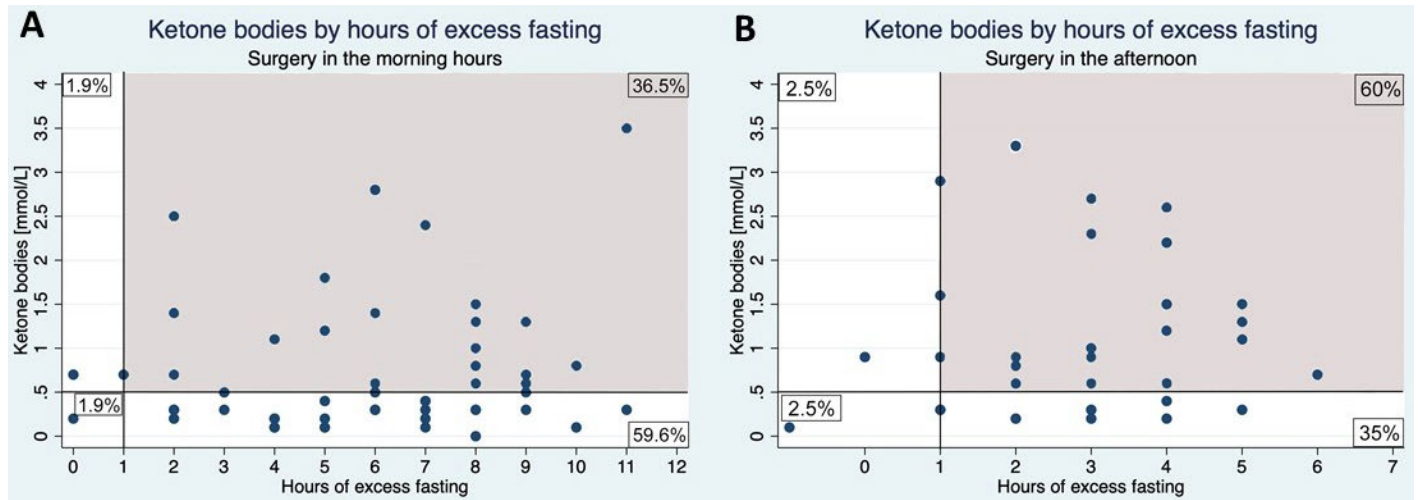 A
Ketone bodies by hours of excess fasting
Surgery in the morning hours
1.9%
36.5%
4
3.5
3
2.5
2
1.5
1
.5
0
Ketone bodies [mmol/L]
1.9%
59.6%
0 1 2 3 4 5 6 7 8 9 10 11 12
Hours of excess fasting
B
Ketone bodies by hours of excess fasting
Surgery in the afternoon
2.5%
60%
4
3.5
3
2.5
2
1.5
1
.5
0
Ketone bodies [mmol/L]
2.5%
35%
0 1 2 3 4 5 6 7
Hours of excess fasting